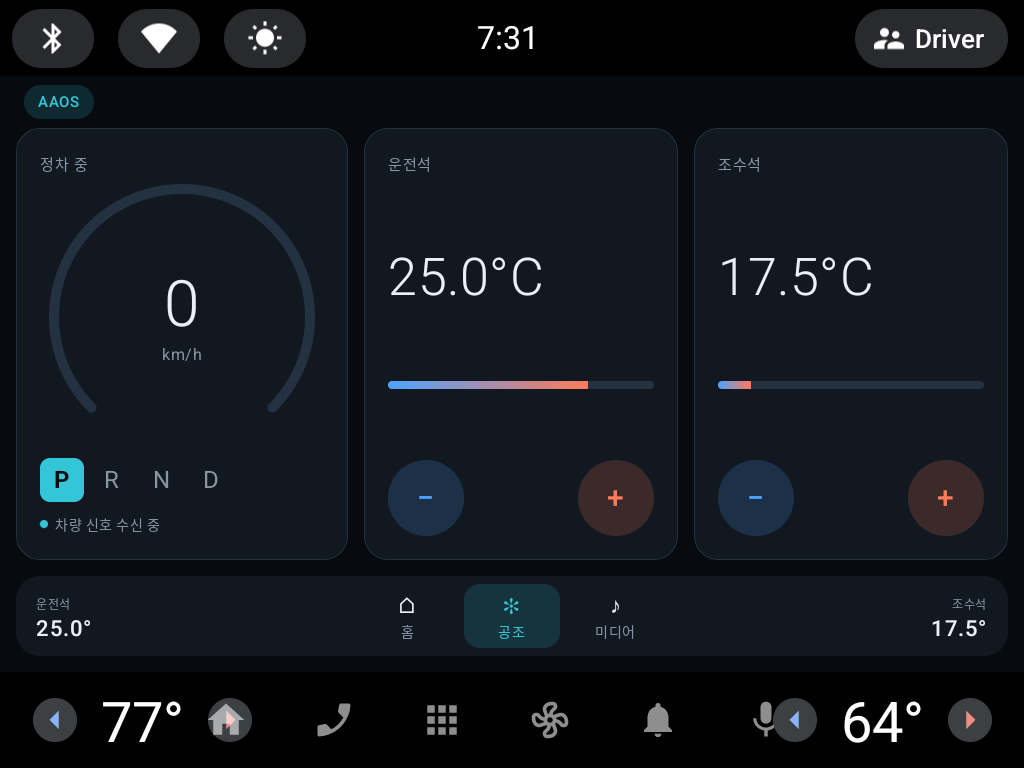 7:31
Driver
AAOS
정차 중
0
km/h
P R N D
차량 신호 수신 중
운전석
25.0°C
−
+
조수석
17.5°C
−
+
운전석
25.0°
홈
공조
미디어
조수석
17.5°
77°
64°